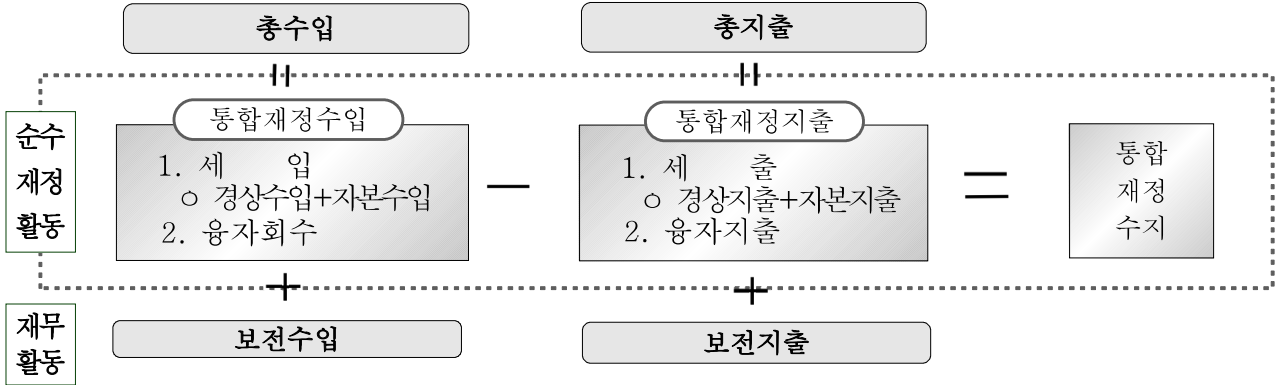 총수입
총지출
순수
재정
활동
통합재정수입
1. 세 입
ㅇ 경상수입+자본수입
2. 융자회수
통합재정지출
1. 세 출
ㅇ 경상지출+자본지출
2. 융자지출
통합
재정
수지
재무
활동
보전수입
보전지출